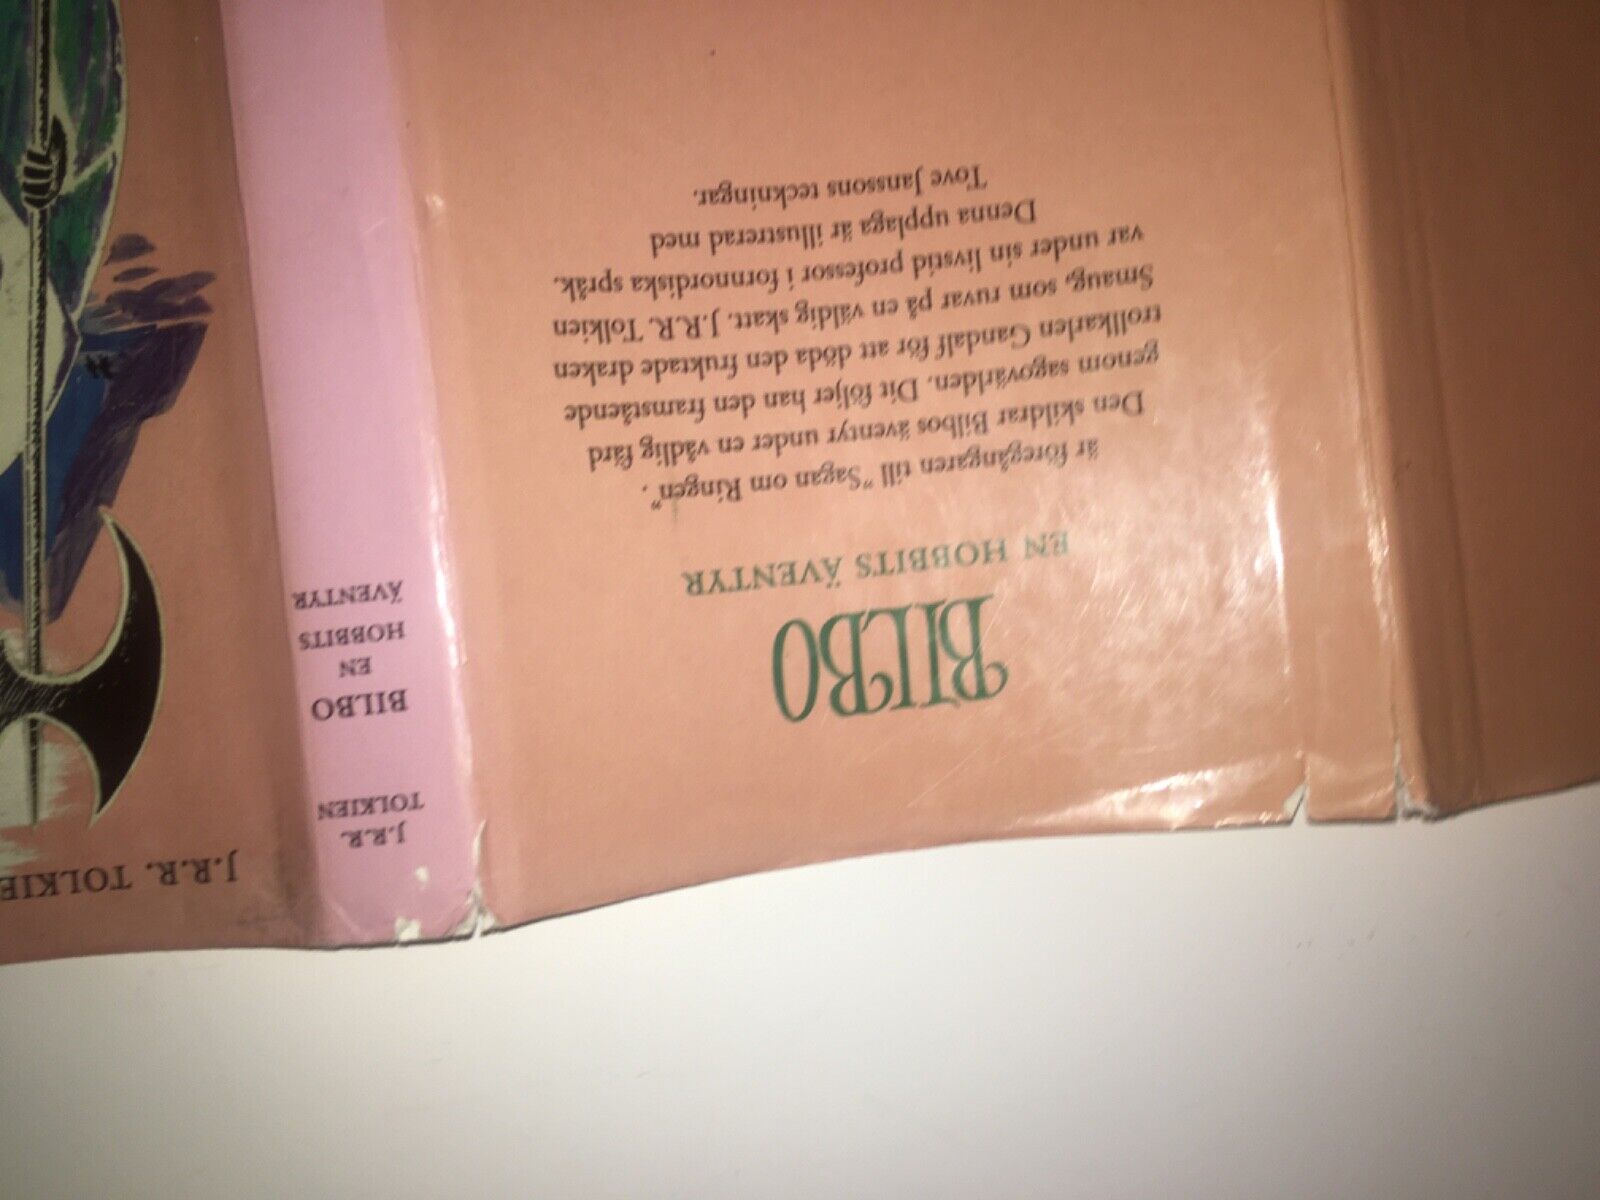 BILBO
EN HOBBITS ÄVENTYR
är föregångaren till "Sagan om Ringen".
Den skildrar Bilbos äventyr under en vådlig färd
genom sagovärlden. Dit följer han den framstående
trollkarlen Gandalf för att döda den fruktade draken
Smaug, som ruvar på en väldig skatt. J.R.R. Tolkien
var under sin livstid professor i fornnordiska språk.
Denna upplaga är illustrerad med
Tove Janssons teckningar.
J.R.R.
TOLKIEN
BILBO
EN
HOBBITS
ÄVENTYR
J.R.R. TOLKIE